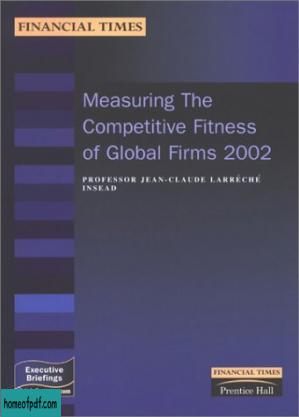 FINANCIAL TIMES
Measuring The
Competitive Fitness
of Global Firms 2002
PROFESSOR JEAN-CLAUDE LARRÉCHÉ
INSEAD
Executive
Briefings
homeofpdf.com
FINANCIAL TIMES
Prentice Hall